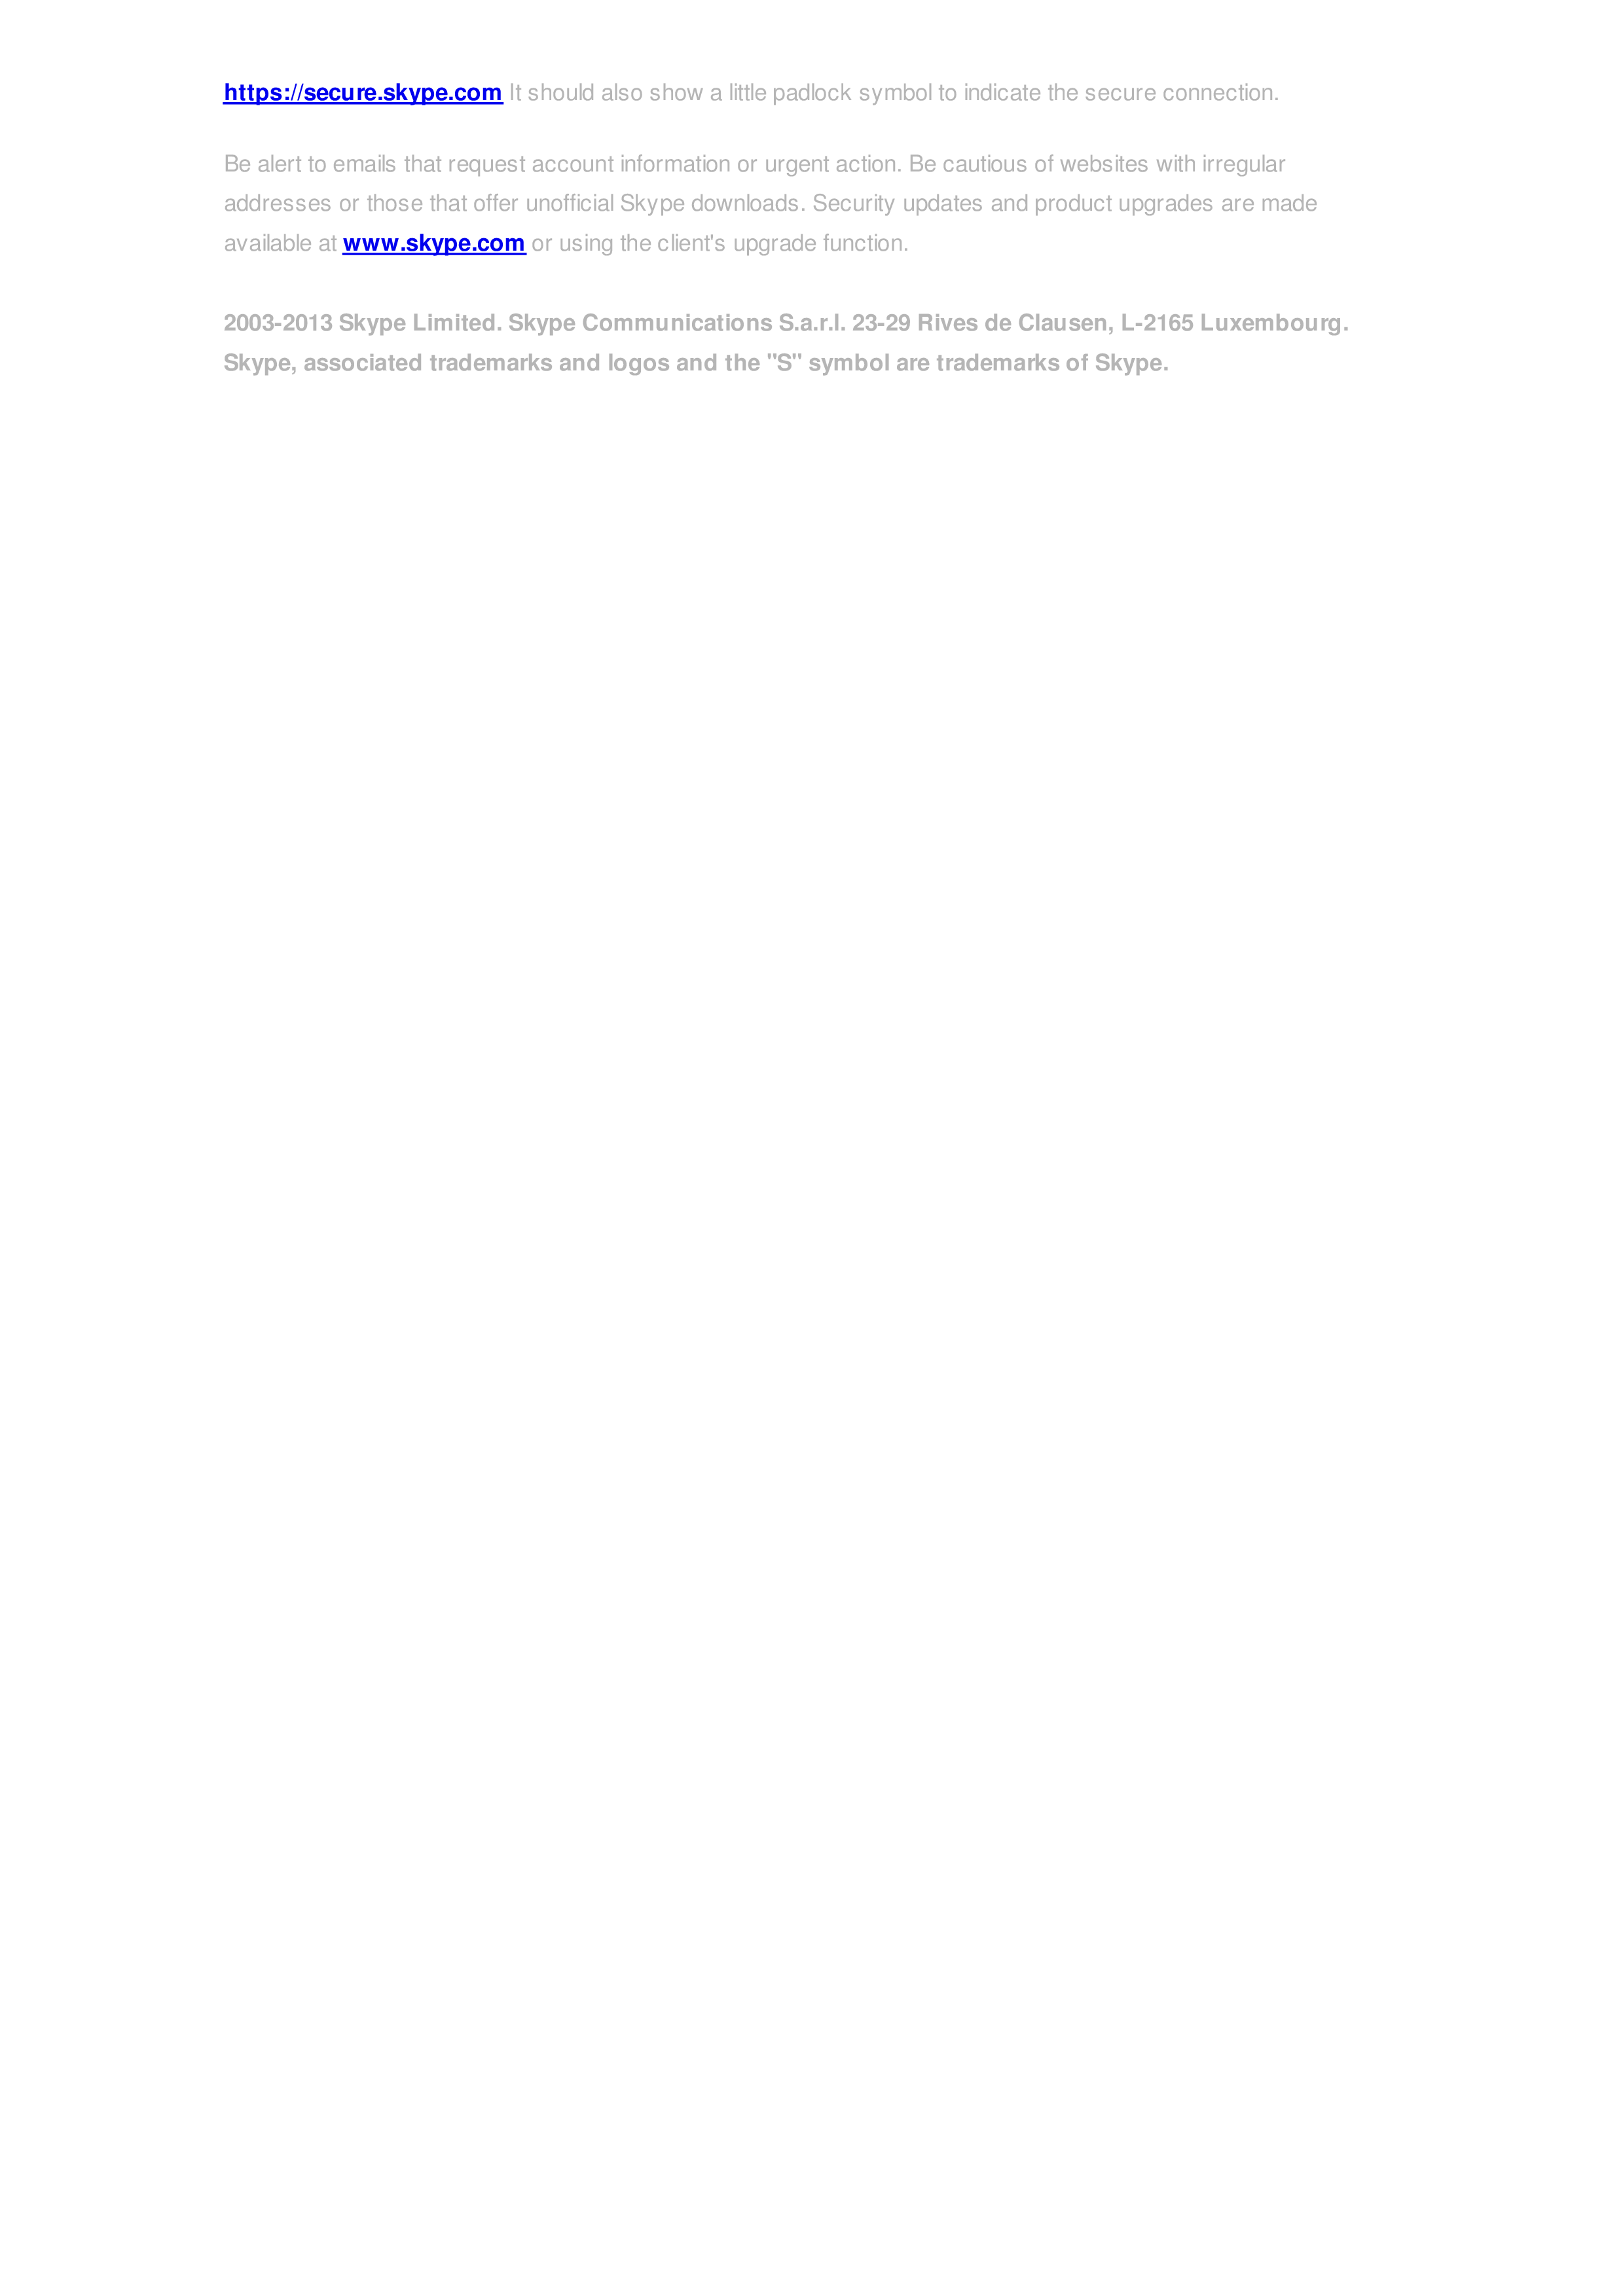 https://secure.skype.com It should also show a little padlock symbol to indicate the secure connection.
Be alert to emails that request account information or urgent action. Be cautious of websites with irregular
addresses or those that offer unofficial Skype downloads. Security updates and product upgrades are made
available at www.skype.com or using the client's upgrade function.
2003-2013 Skype Limited. Skype Communications S.a.r.l. 23-29 Rives de Clausen, L-2165 Luxembourg.
Skype, associated trademarks and logos and the "S" symbol are trademarks of Skype.